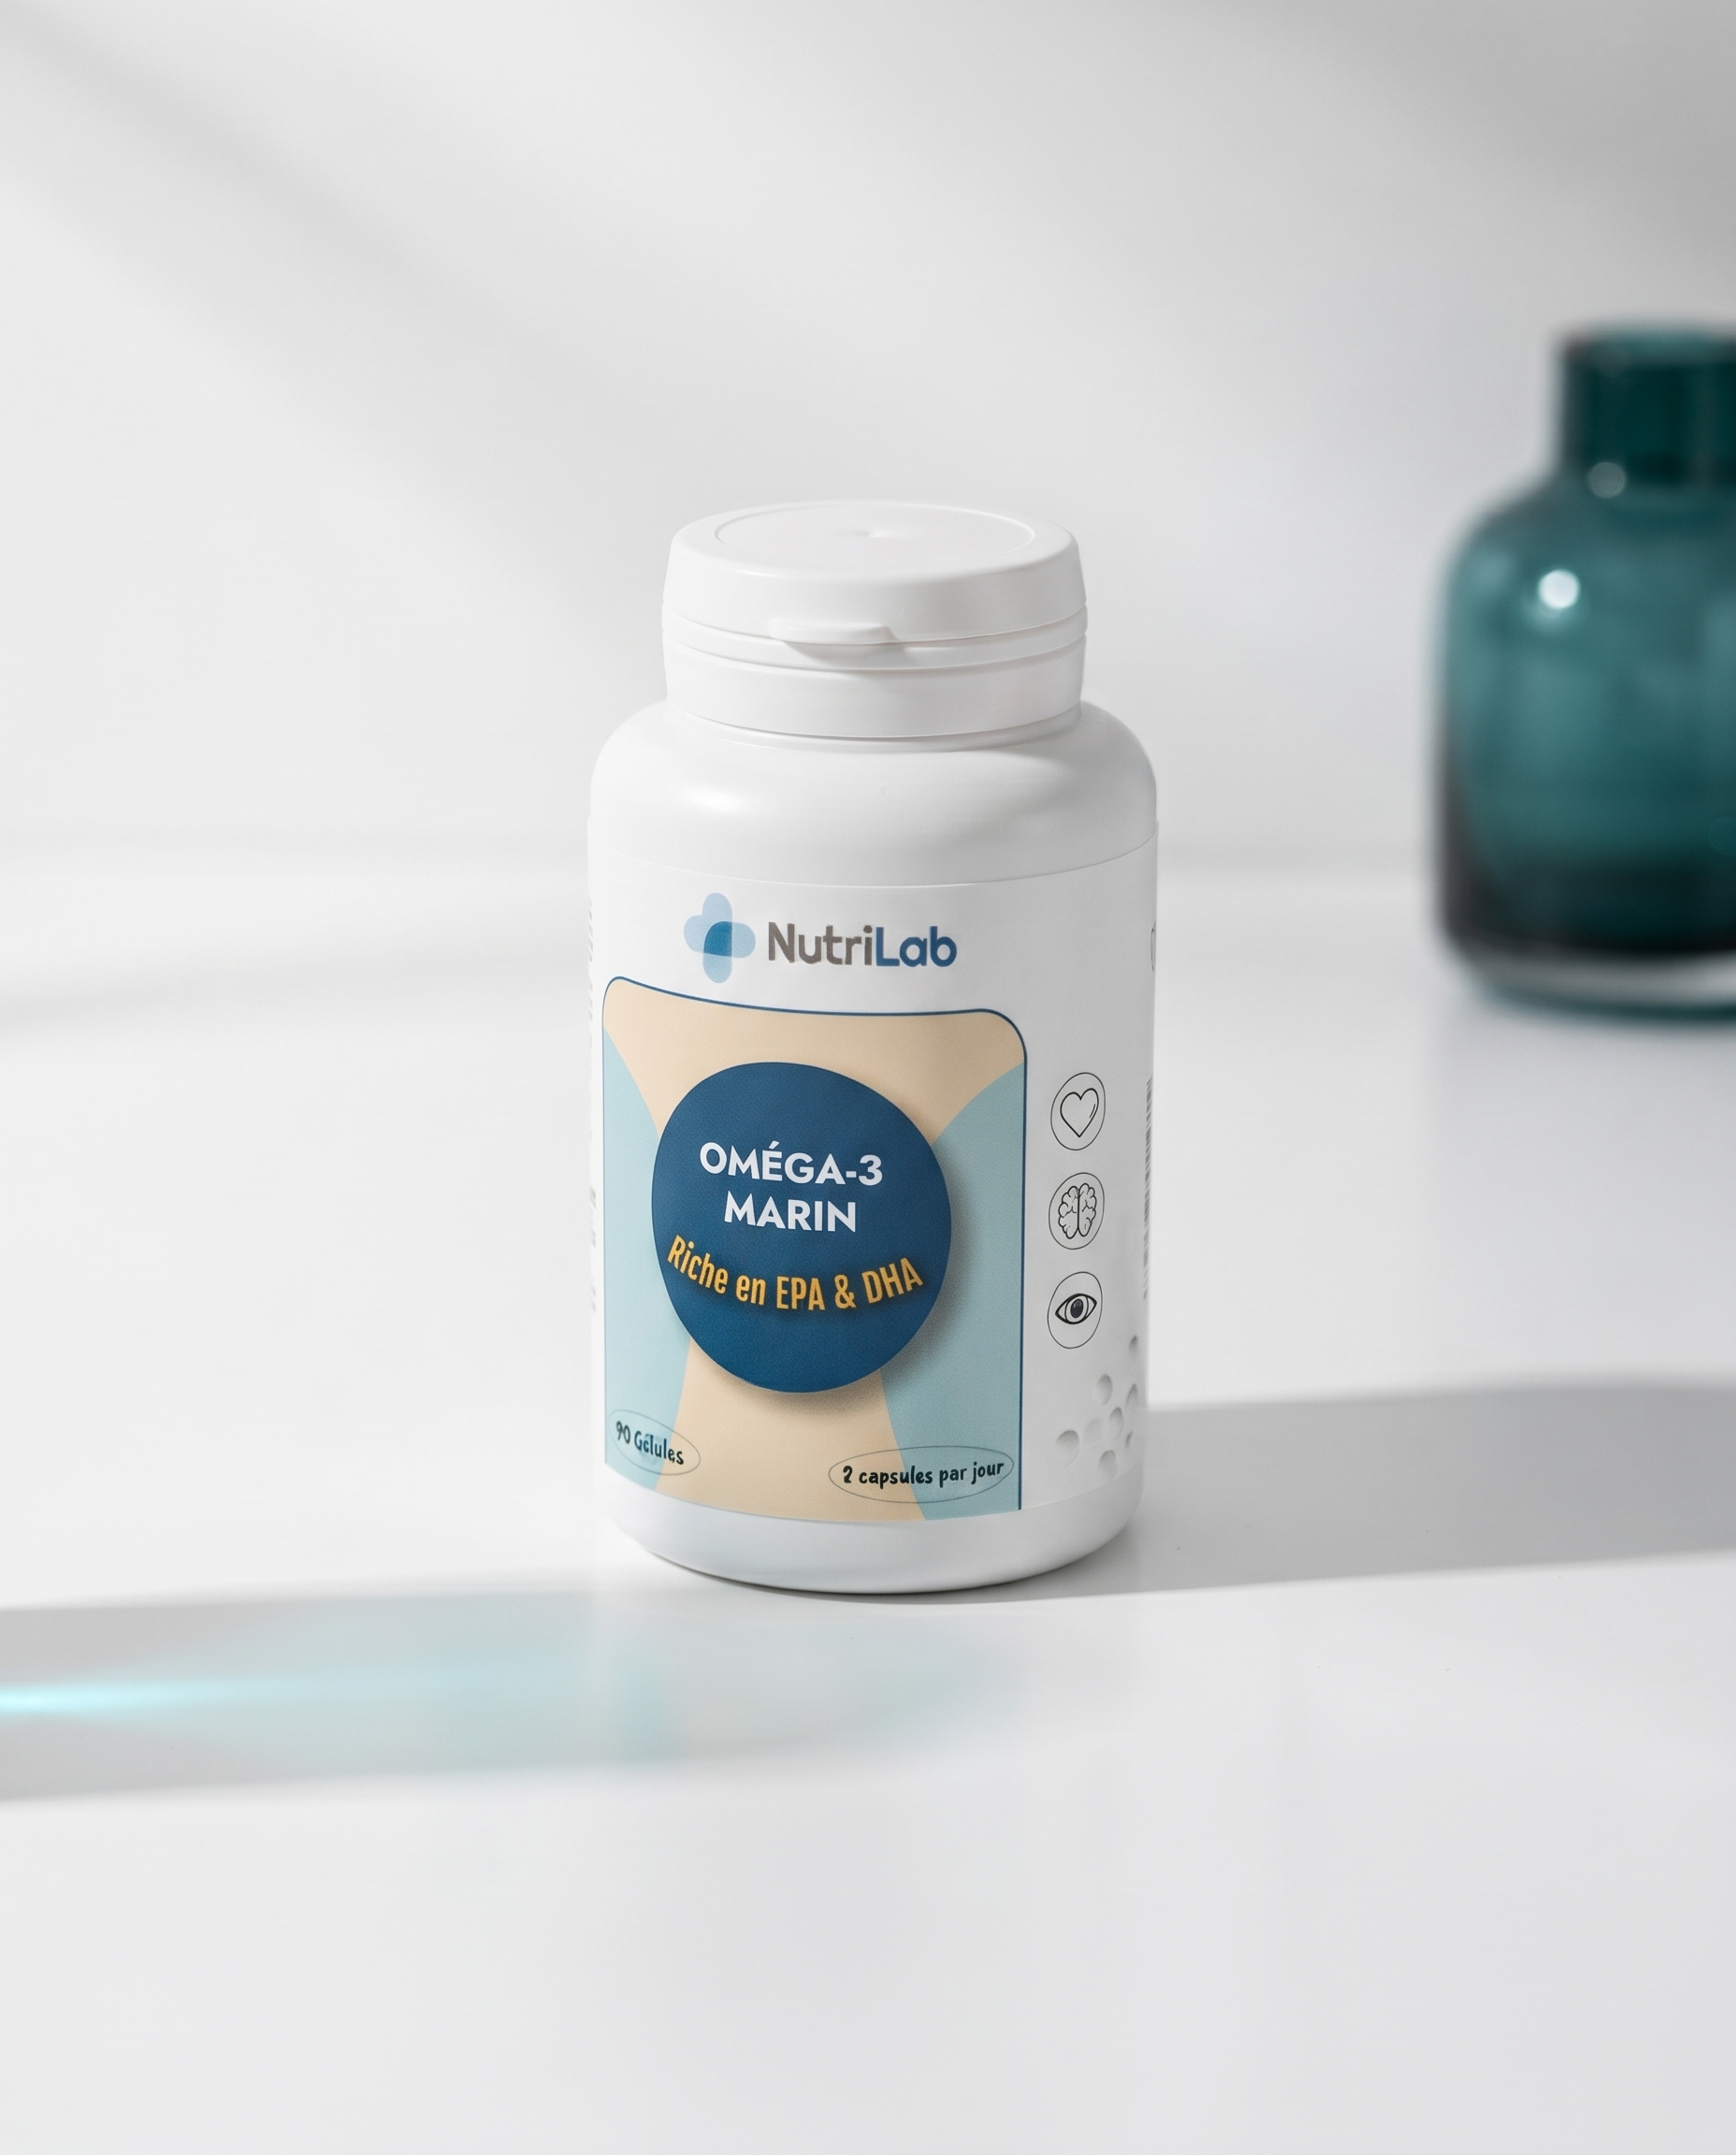 NutriLab
OMÉGA-3
MARIN
Riche en EPA & DHA
90 Gélules
2 capsules par jour